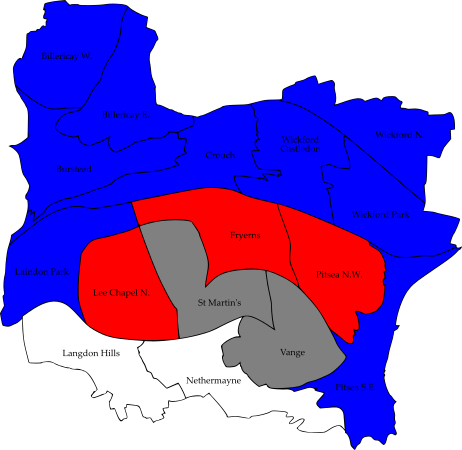 Billericay W.
Billericay E.
Wickford N.
Wickford
Castledon
Crouch
Burstead
Wickford Park
Fryerns
Laindon Park
Pitsea N.W.
Lee Chapel N.
St Martin's
Langdon Hills
Vange
Nethermayne
Pitsea S.E.